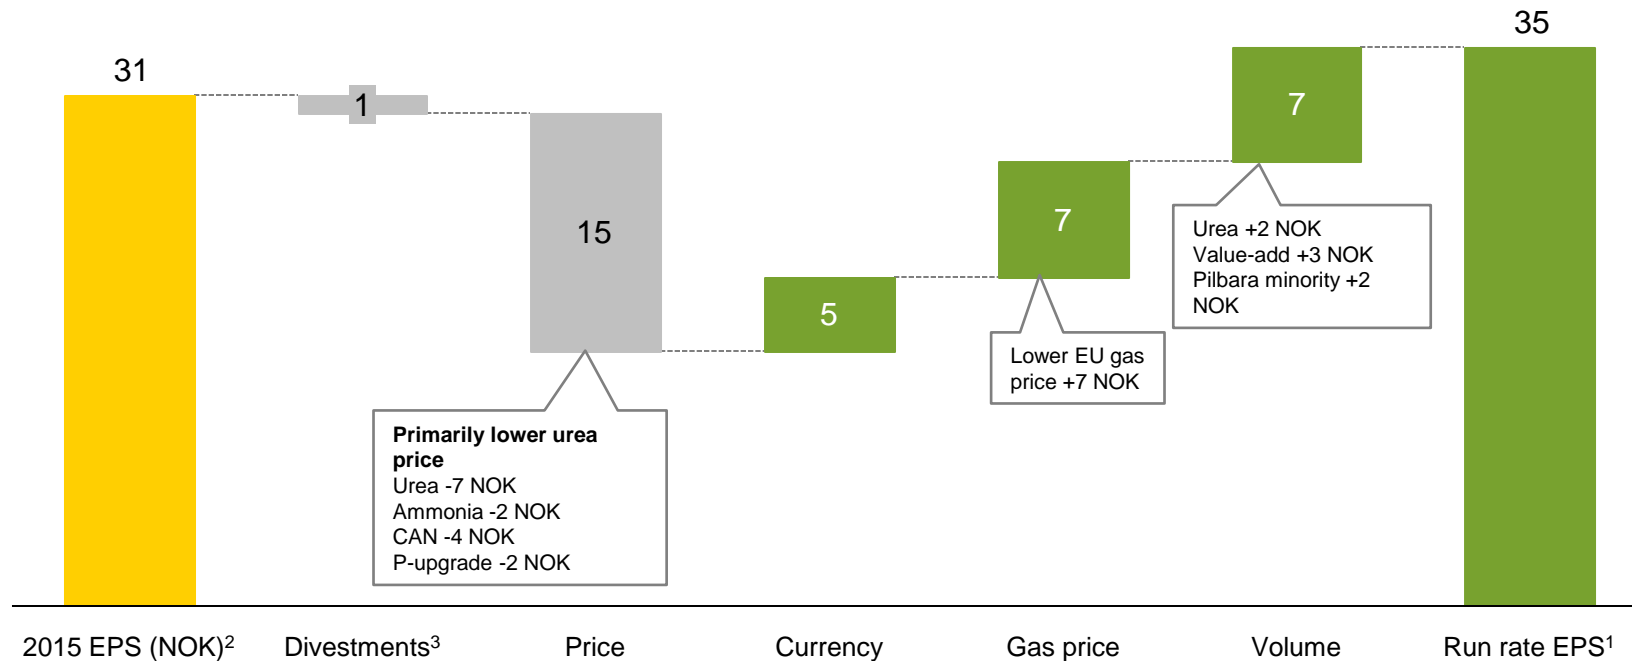 31
1
15
5
7
7
35
Primarily lower urea
price
Urea -7 NOK
Ammonia -2 NOK
CAN -4 NOK
P-upgrade -2 NOK
Lower EU gas
price +7 NOK
Urea +2 NOK
Value-add +3 NOK
Pilbara minority +2
NOK
2015 EPS (NOK)²
Divestments³
Price
Currency
Gas price
Volume
Run rate EPS¹